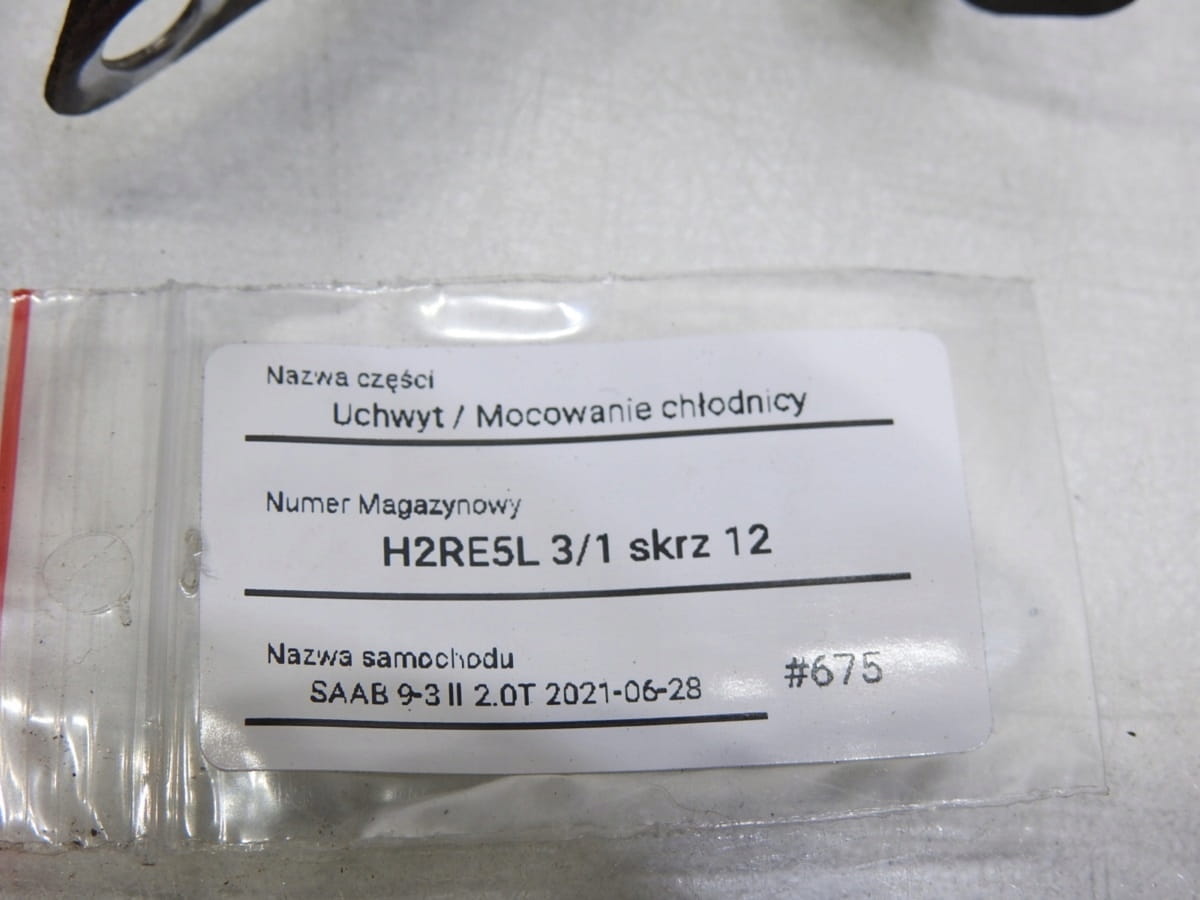 Nazwa części
Uchwyt / Mocowanie chłodnicy
Numer Magazynowy
H2RE5L 3/1 skrz 12
Nazwa samochodu
SAAB 9-3 II 2.0T 2021-06-28
#675